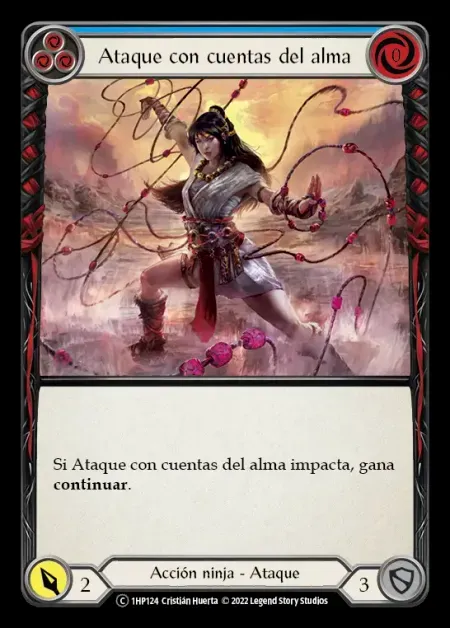 Ataque con cuentas del alma
0
Si Ataque con cuentas del alma impacta, gana
continuar.
2
Acción ninja - Ataque
3
C 1HP124 Cristián Huerta © 2022 Legend Story Studios